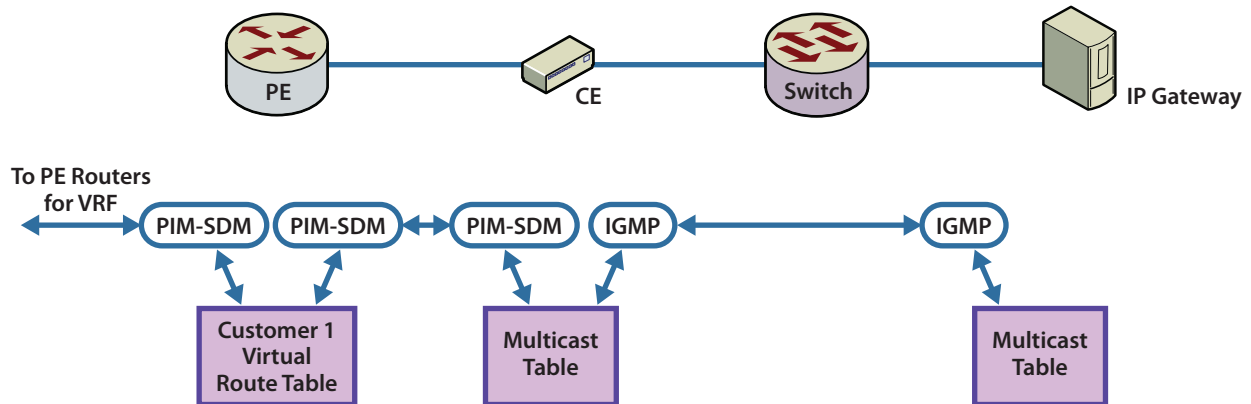 PE
CE
Switch
IP Gateway
To PE Routers
for VRF
PIM-SDM
PIM-SDM
PIM-SDM
IGMP
IGMP
Customer 1
Virtual
Route Table
Multicast
Table
Multicast
Table